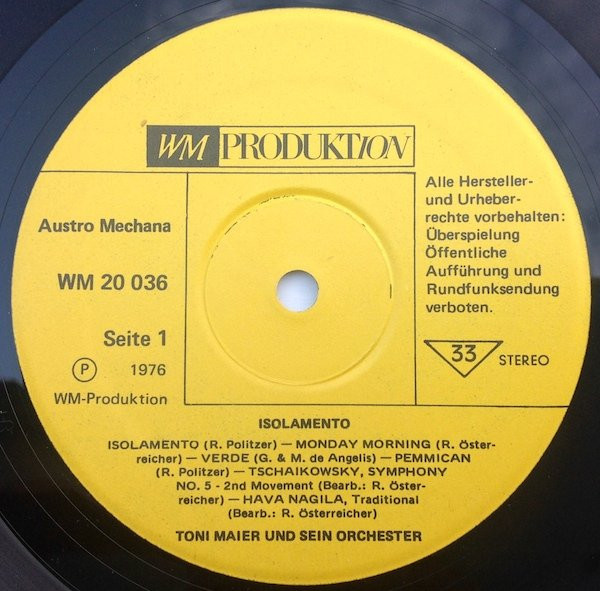 WM PRODUKTION
Austro Mechana
WM 20 036
Seite 1
P 1976
WM-Produktion
Alle Hersteller-
und Urheber-
rechte vorbehalten:
Überspielung
Öffentliche
Aufführung und
Rundfunksendung
verboten.
33 STEREO
ISOLAMENTO
ISOLAMENTO (R. Politzer) — MONDAY MORNING (R. Öster-
reicher) — VERDE (G. & M. de Angelis) — PEMMICAN
(R. Politzer) — TSCHAIKOWSKY, SYMPHONY
NO. 5 - 2nd Movement (Bearb.: R. Öster-
reicher) — HAVA NAGILA, Traditional
(Bearb.: R. Österreicher)
TONI MAIER UND SEIN ORCHESTER